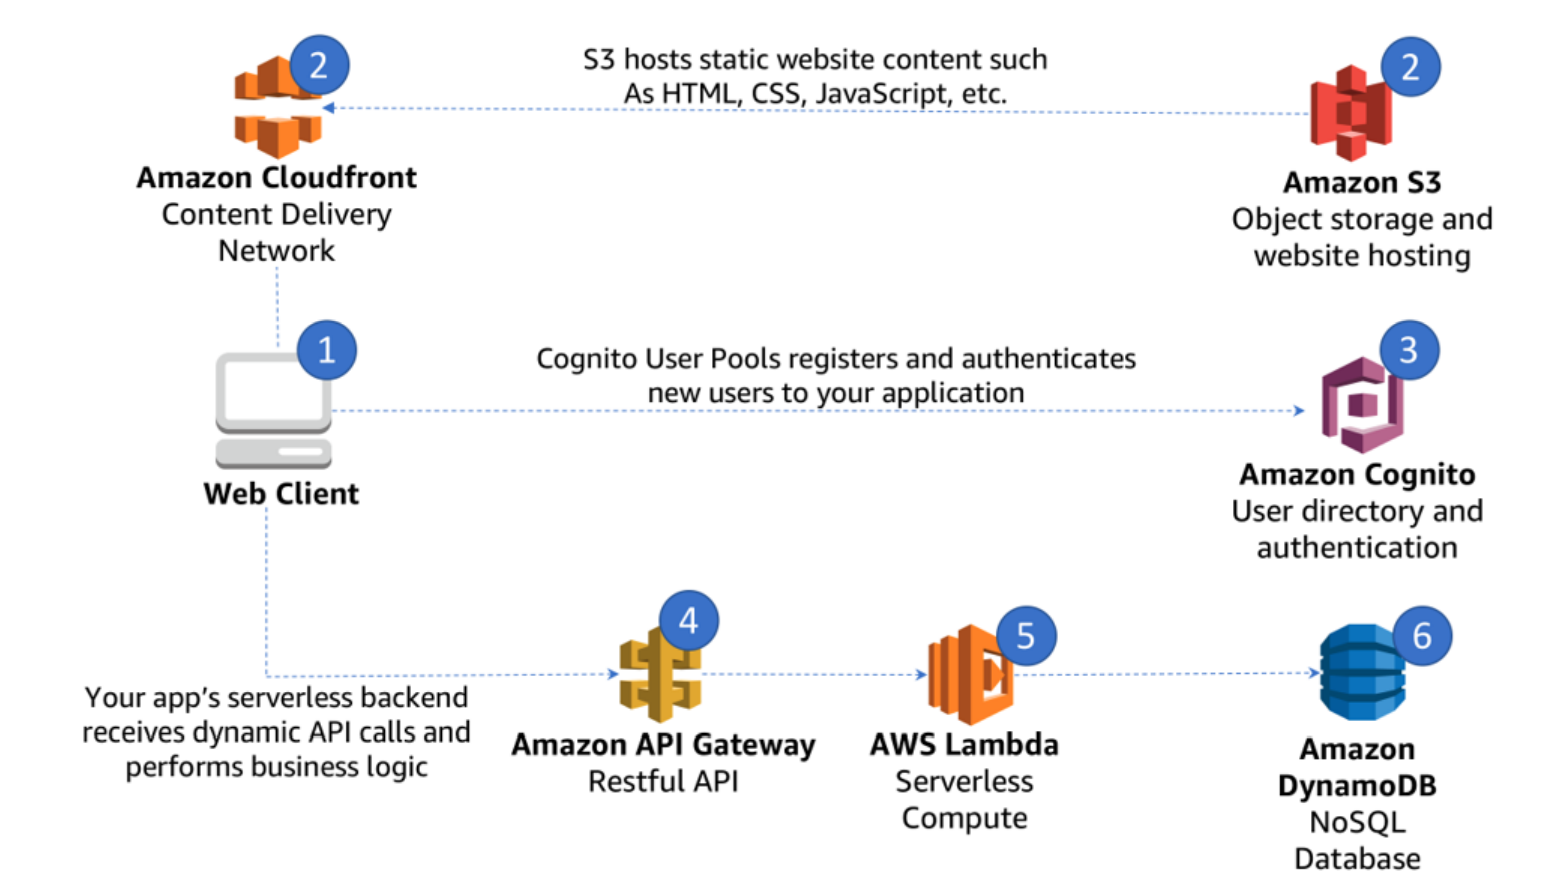 2
S3 hosts static website content such
As HTML, CSS, JavaScript, etc.
2
Amazon Cloudfront
Content Delivery
Network
Amazon S3
Object storage and
website hosting
1
Web Client
Cognito User Pools registers and authenticates
new users to your application
3
Amazon Cognito
User directory and
authentication
Your app’s serverless backend
receives dynamic API calls and
performs business logic
4
Amazon API Gateway
Restful API
5
AWS Lambda
Serverless
Compute
6
Amazon
DynamoDB
NoSQL
Database